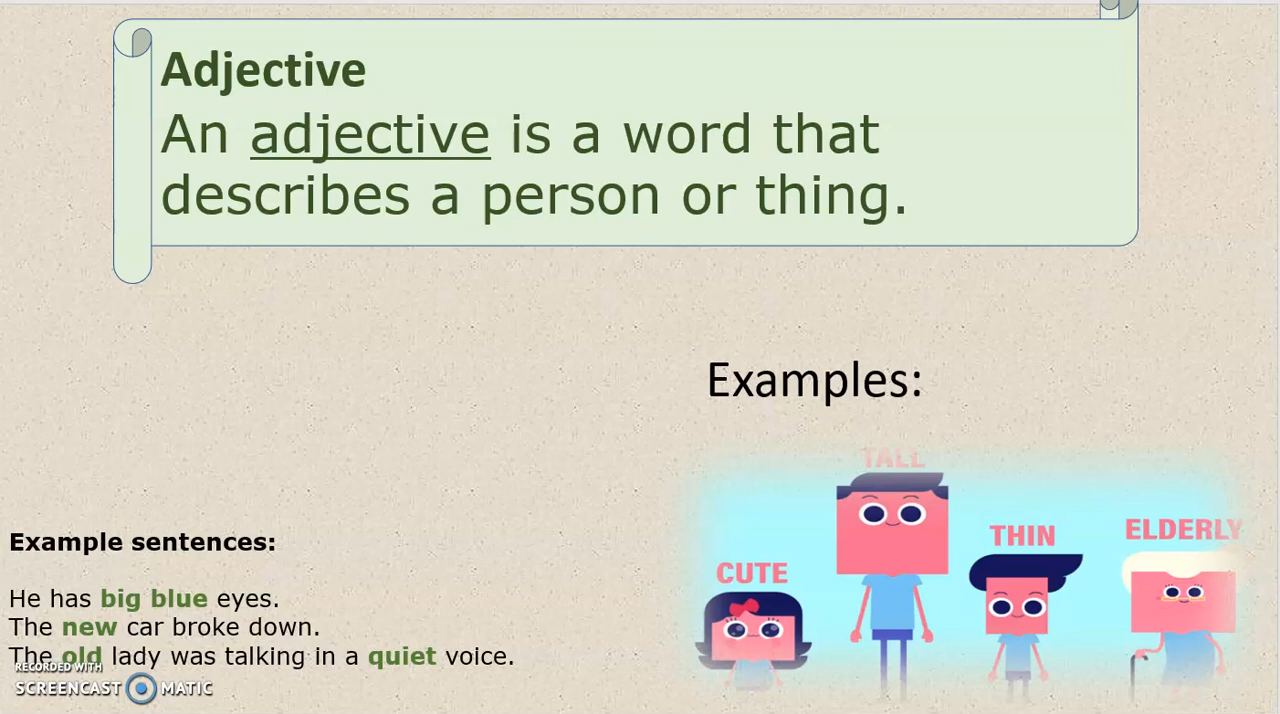 Adjective
An adjective is a word that
describes a person or thing.
Examples:
TALL
THIN
ELDERLY
CUTE
Example sentences:
He has big blue eyes.
The new car broke down.
The old lady was talking in a quiet voice.
RECORDED WITH
SCREENCAST MATIC